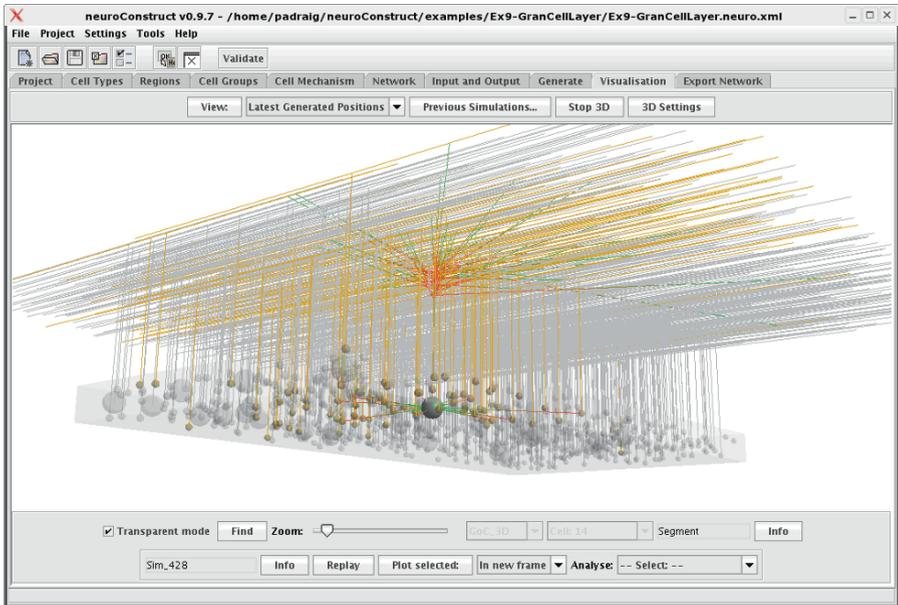 neuroConstruct v0.9.7 - /home/padraig/neuroConstruct/examples/Ex9-GranCellLayer/Ex9-GranCellLayer.neuro.xml
File Project Settings Tools Help
Validate
Project Cell Types Regions Cell Groups Cell Mechanism Network Input and Output Generate Visualisation Export Network
View: Latest Generated Positions Previous Simulations... Stop 3D 3D Settings
Transparent mode Find Zoom: GoC_3D Cell: 14 Segment Info
Sim_428 Info Replay Plot selected: In new frame Analyse: -- Select: --